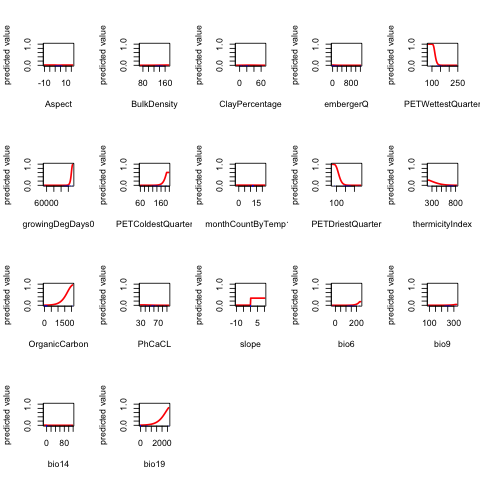 predicted value
0.0 1.0
-10 10
Aspect
predicted value
0.0 1.0
80 160
BulkDensity
predicted value
0.0 1.0
0 60
ClayPercentage
predicted value
0.0 1.0
0 800
embergerQ
predicted value
0.0 1.0
100 250
PETWettestQuarter
predicted value
0.0 1.0
60000
growingDegDays0
predicted value
0.0 1.0
60 160
PETColdestQuarter
predicted value
0.0 1.0
0 15
monthCountByTemp
predicted value
0.0 1.0
100
PETDriestQuarter
predicted value
0.0 1.0
300 800
thermicityIndex
predicted value
0.0 1.0
0 1500
OrganicCarbon
predicted value
0.0 1.0
30 70
PhCaCL
predicted value
0.0 1.0
-10 5
slope
predicted value
0.0 1.0
0 200
bio6
predicted value
0.0 1.0
100 300
bio9
predicted value
0.0 1.0
0 80
bio14
predicted value
0.0 1.0
0 2000
bio19